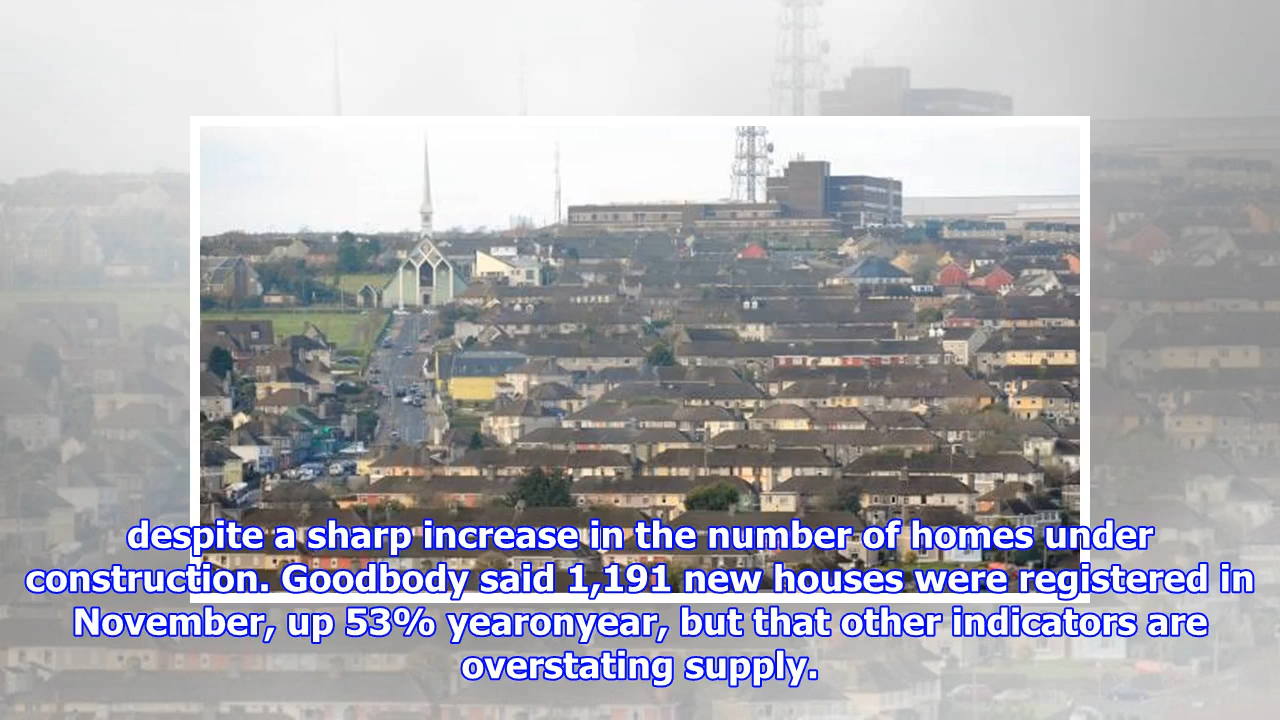 despite a sharp increase in the number of homes under
construction. Goodbody said 1,191 new houses were registered in
November, up 53% yearonyear, but that other indicators are
overstating supply.